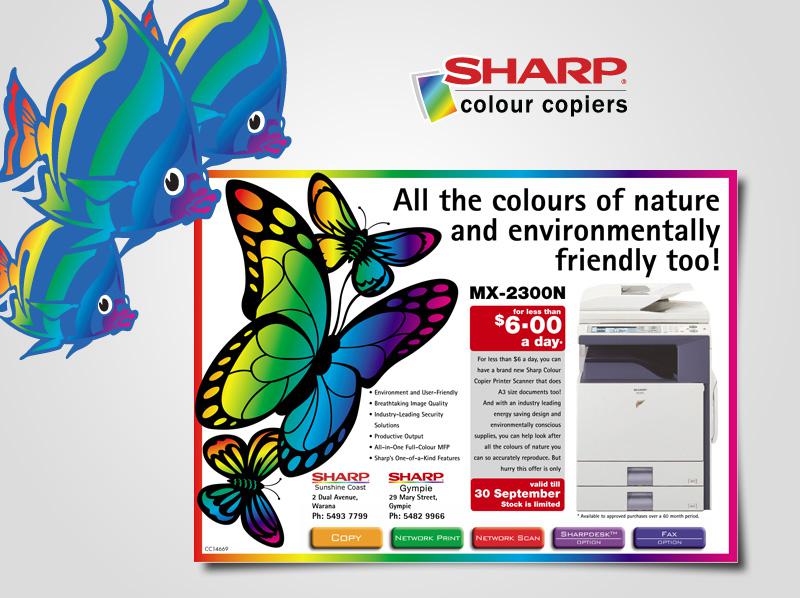 SHARP®
colour copiers
All the colours of nature
and environmentally
friendly too!
MX-2300N
for less than
$6·00
a day*
For less than $6 a day, you can
have a brand new Sharp Colour
Copier Printer Scanner that does
A3 size documents too!
And with an industry leading
energy saving design and
environmentally conscious
supplies, you can help look after
all the colours of nature you
can so accurately reproduce. But
hurry this offer is only
valid till
30 September
Stock is limited
* Available to approved purchases over a 60 month period.
• Environment and User-Friendly
• Breathtaking Image Quality
• Industry-Leading Security
Solutions
• Productive Output
• All-in-One Full-Colour MFP
• Sharp's One-of-a-Kind Features
SHARP
Sunshine Coast
2 Dual Avenue,
Warana
Ph: 5493 7799
SHARP
Gympie
29 Mary Street,
Gympie
Ph: 5482 9966
COPY
NETWORK PRINT
NETWORK SCAN
SHARPDESK™
OPTION
FAX
OPTION
CC14669
SHARP